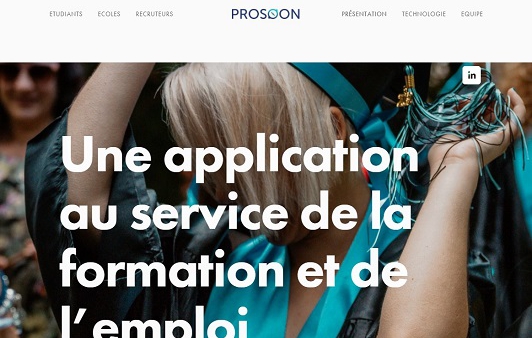 ETUDIANTS ECOLES RECRUTEURS PROSOON PRÉSENTATION TECHNOLOGIE EQUIPE
in
Une application
au service de la
formation et de
l'emploi